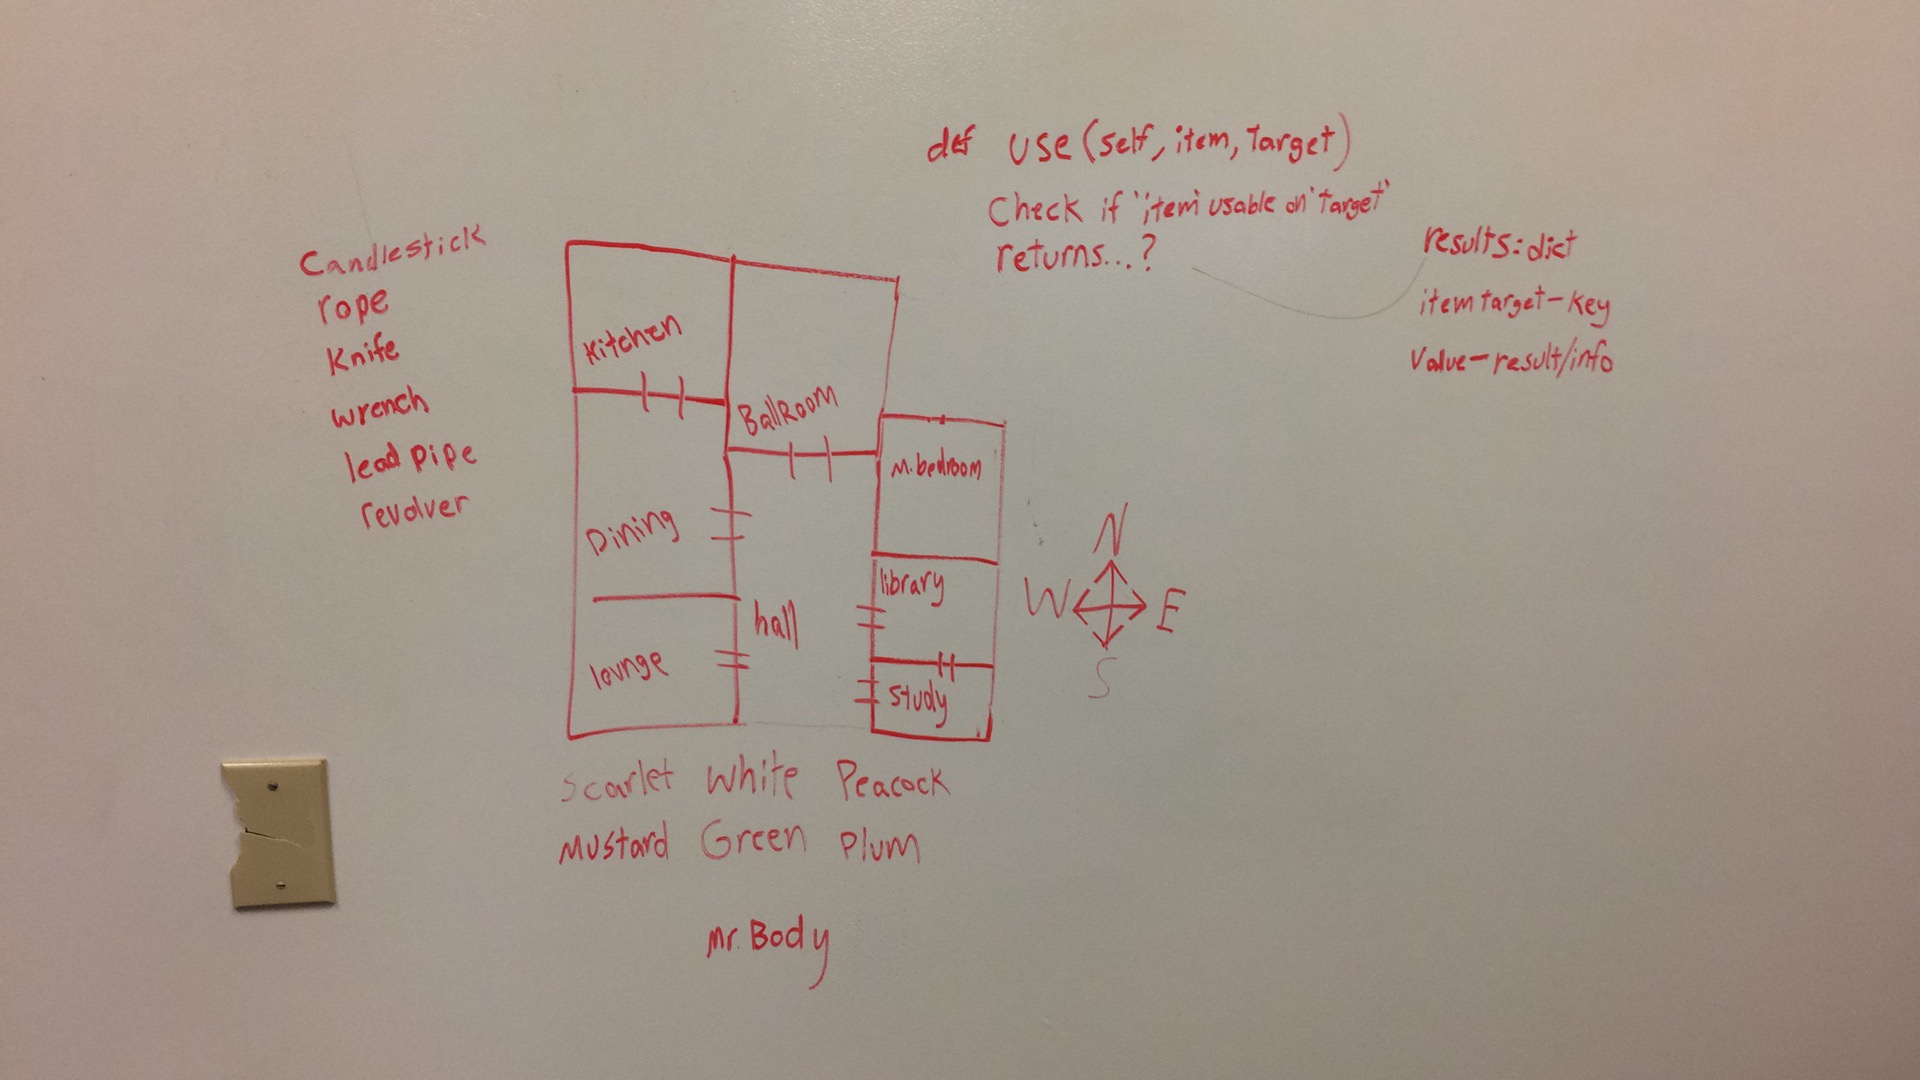 def use(self, item, Target)
Check if 'item' usable on 'target'
returns...?
results:dict
item target-Key
Value-result/info
Candlestick
rope
Knife
wrench
lead pipe
revolver
Kitchen
BallRoom
M.bedroom
Dining
library
hall
lounge
Study
N
W
E
S
Scarlet White Peacock
Mustard Green Plum
Mr. Body